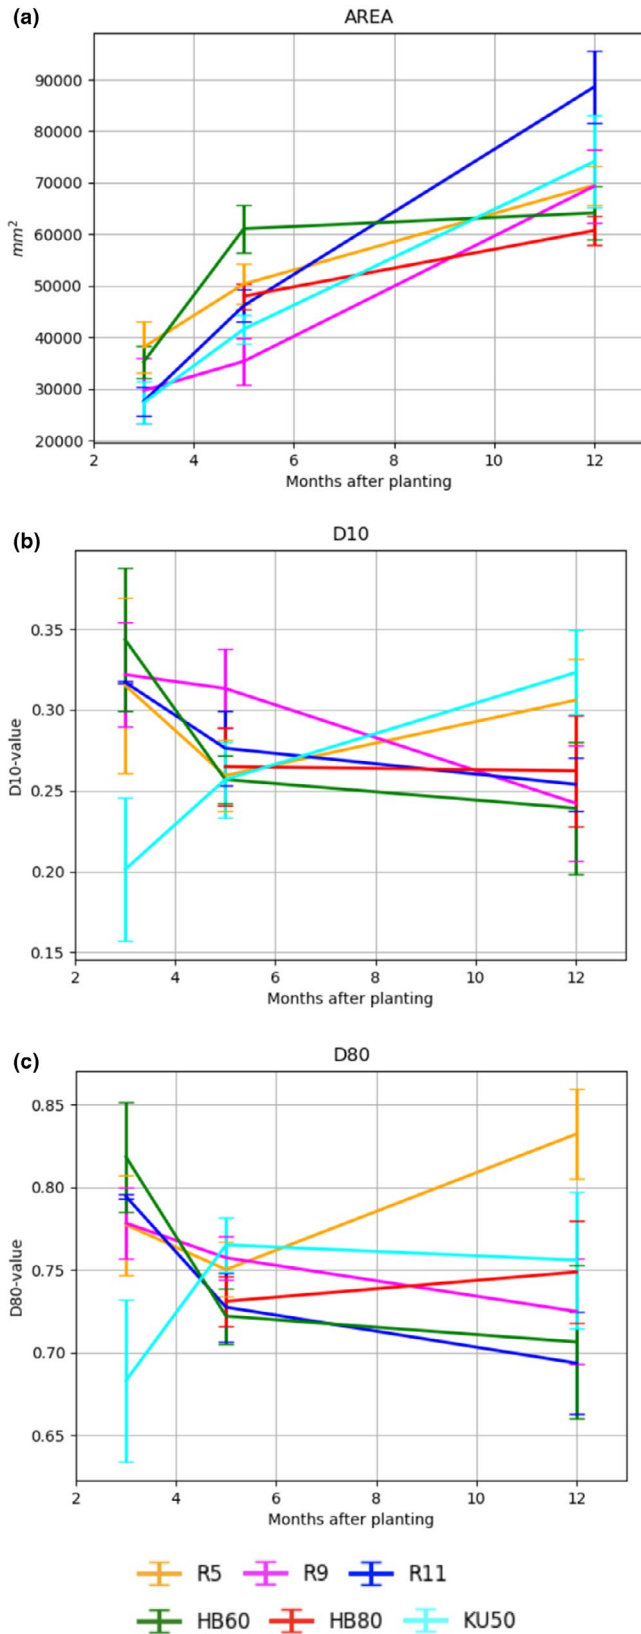 (a)
AREA
90000
80000
70000
60000
50000
40000
30000
20000
mm²
2 4 6 8 10 12
Months after planting
(b)
D10
0.35
0.30
0.25
0.20
0.15
D10-value
2 4 6 8 10 12
Months after planting
(c)
D80
0.85
0.80
0.75
0.70
0.65
D80-value
2 4 6 8 10 12
Months after planting
R5 R9 R11
HB60 HB80 KU50